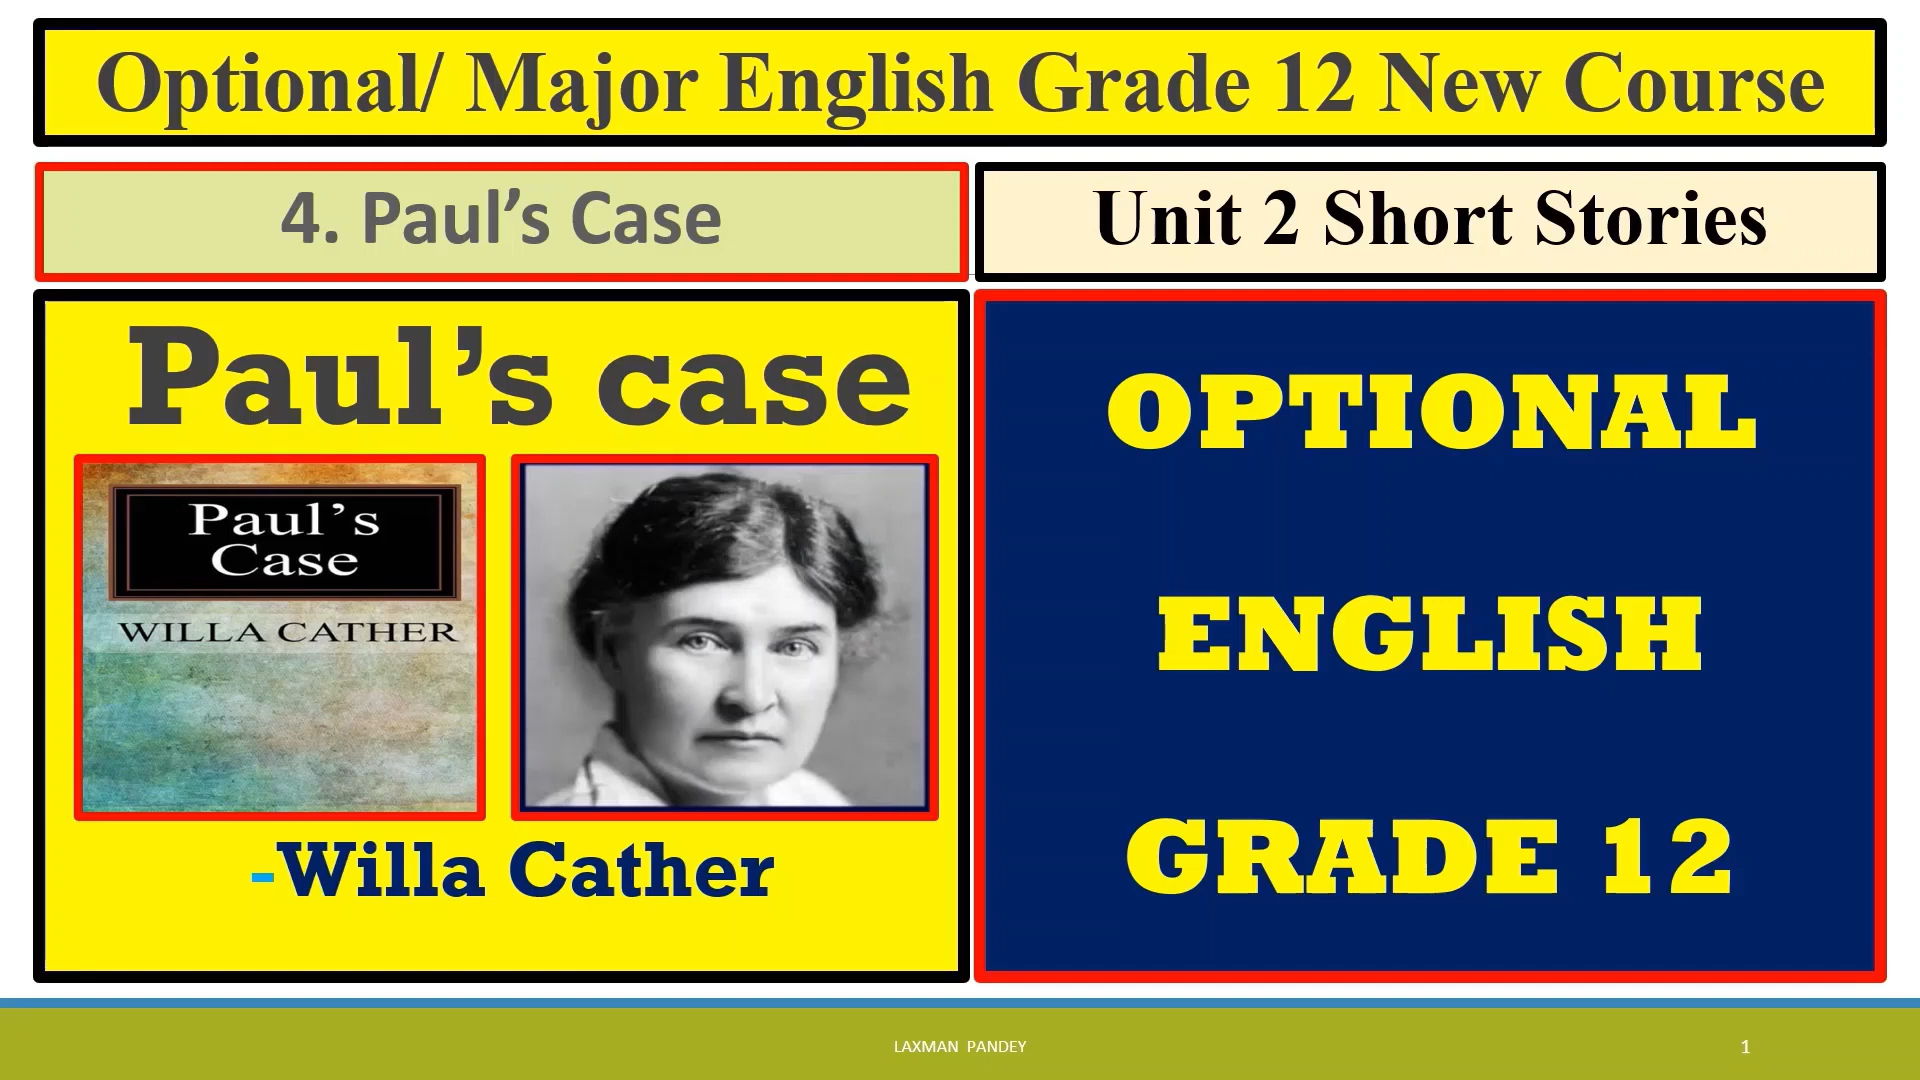 Optional/ Major English Grade 12 New Course
4. Paul’s Case
Unit 2 Short Stories
Paul’s case
Paul’s
Case
WILLA CATHER
-Willa Cather
OPTIONAL
ENGLISH
GRADE 12
LAXMAN PANDEY
1